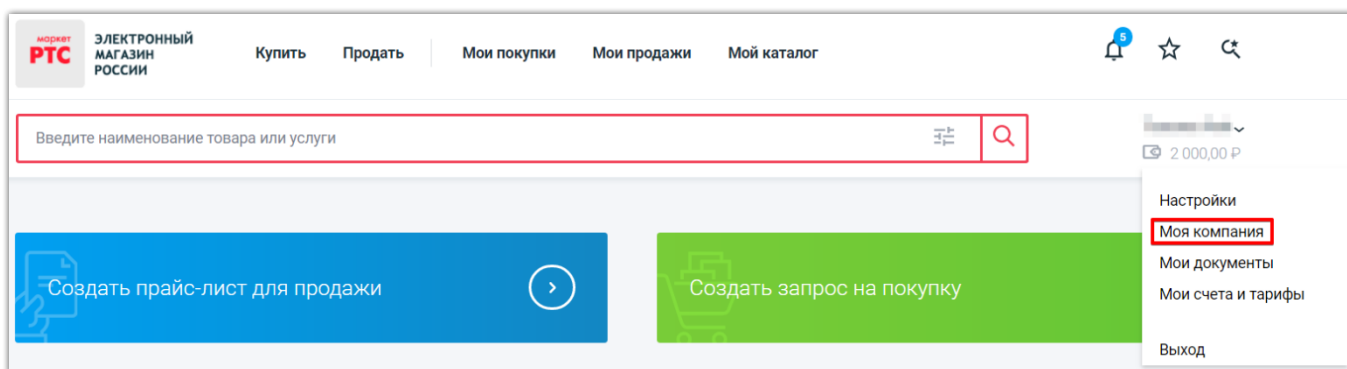 маркет
РТС
ЭЛЕКТРОННЫЙ
МАГАЗИН
РОССИИ
Купить
Продать
Мои покупки
Мои продажи
Мой каталог
5
Введите наименование товара или услуги
2 000,00 ₽
Настройки
Моя компания
Мои документы
Мои счета и тарифы
Выход
Создать прайс-лист для продажи
Создать запрос на покупку